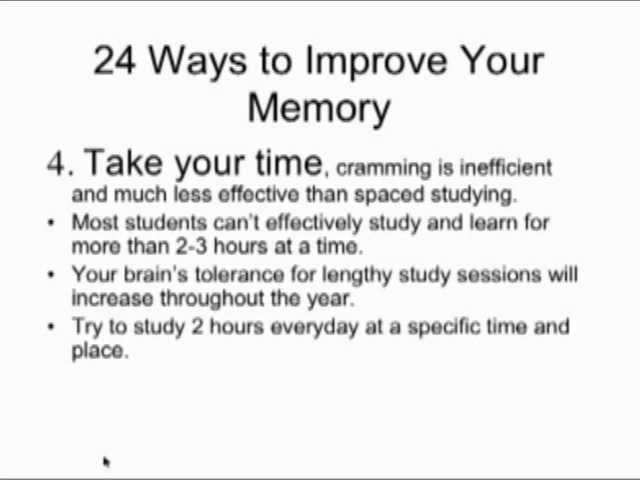 24 Ways to Improve Your
Memory
4. Take your time, cramming is inefficient
and much less effective than spaced studying.
• Most students can't effectively study and learn for
more than 2-3 hours at a time.
• Your brain's tolerance for lengthy study sessions will
increase throughout the year.
• Try to study 2 hours everyday at a specific time and
place.